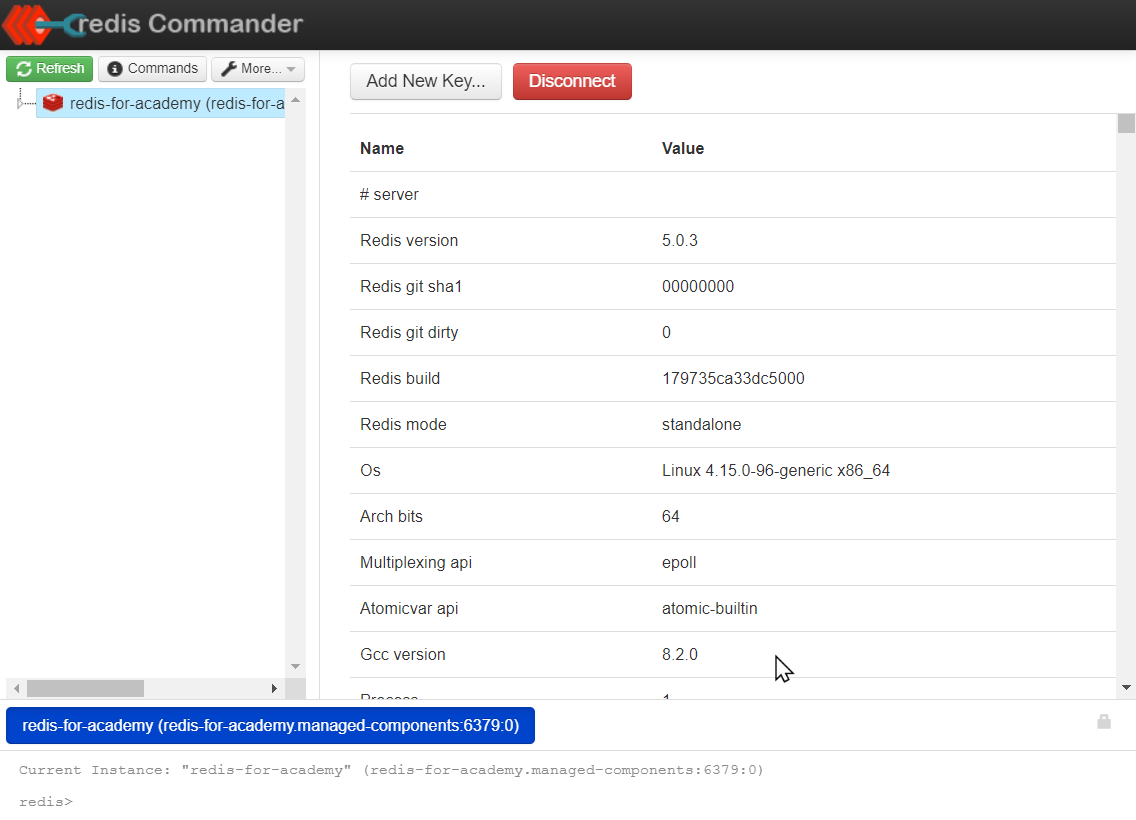 redis Commander
Refresh Commands More...
redis-for-academy (redis-for-a
Add New Key... Disconnect
Name Value
# server
Redis version 5.0.3
Redis git sha1 00000000
Redis git dirty 0
Redis build 179735ca33dc5000
Redis mode standalone
Os Linux 4.15.0-96-generic x86_64
Arch bits 64
Multiplexing api epoll
Atomicvar api atomic-builtin
Gcc version 8.2.0
Process 1
redis-for-academy (redis-for-academy.managed-components:6379:0)
Current Instance: "redis-for-academy" (redis-for-academy.managed-components:6379:0)
redis>